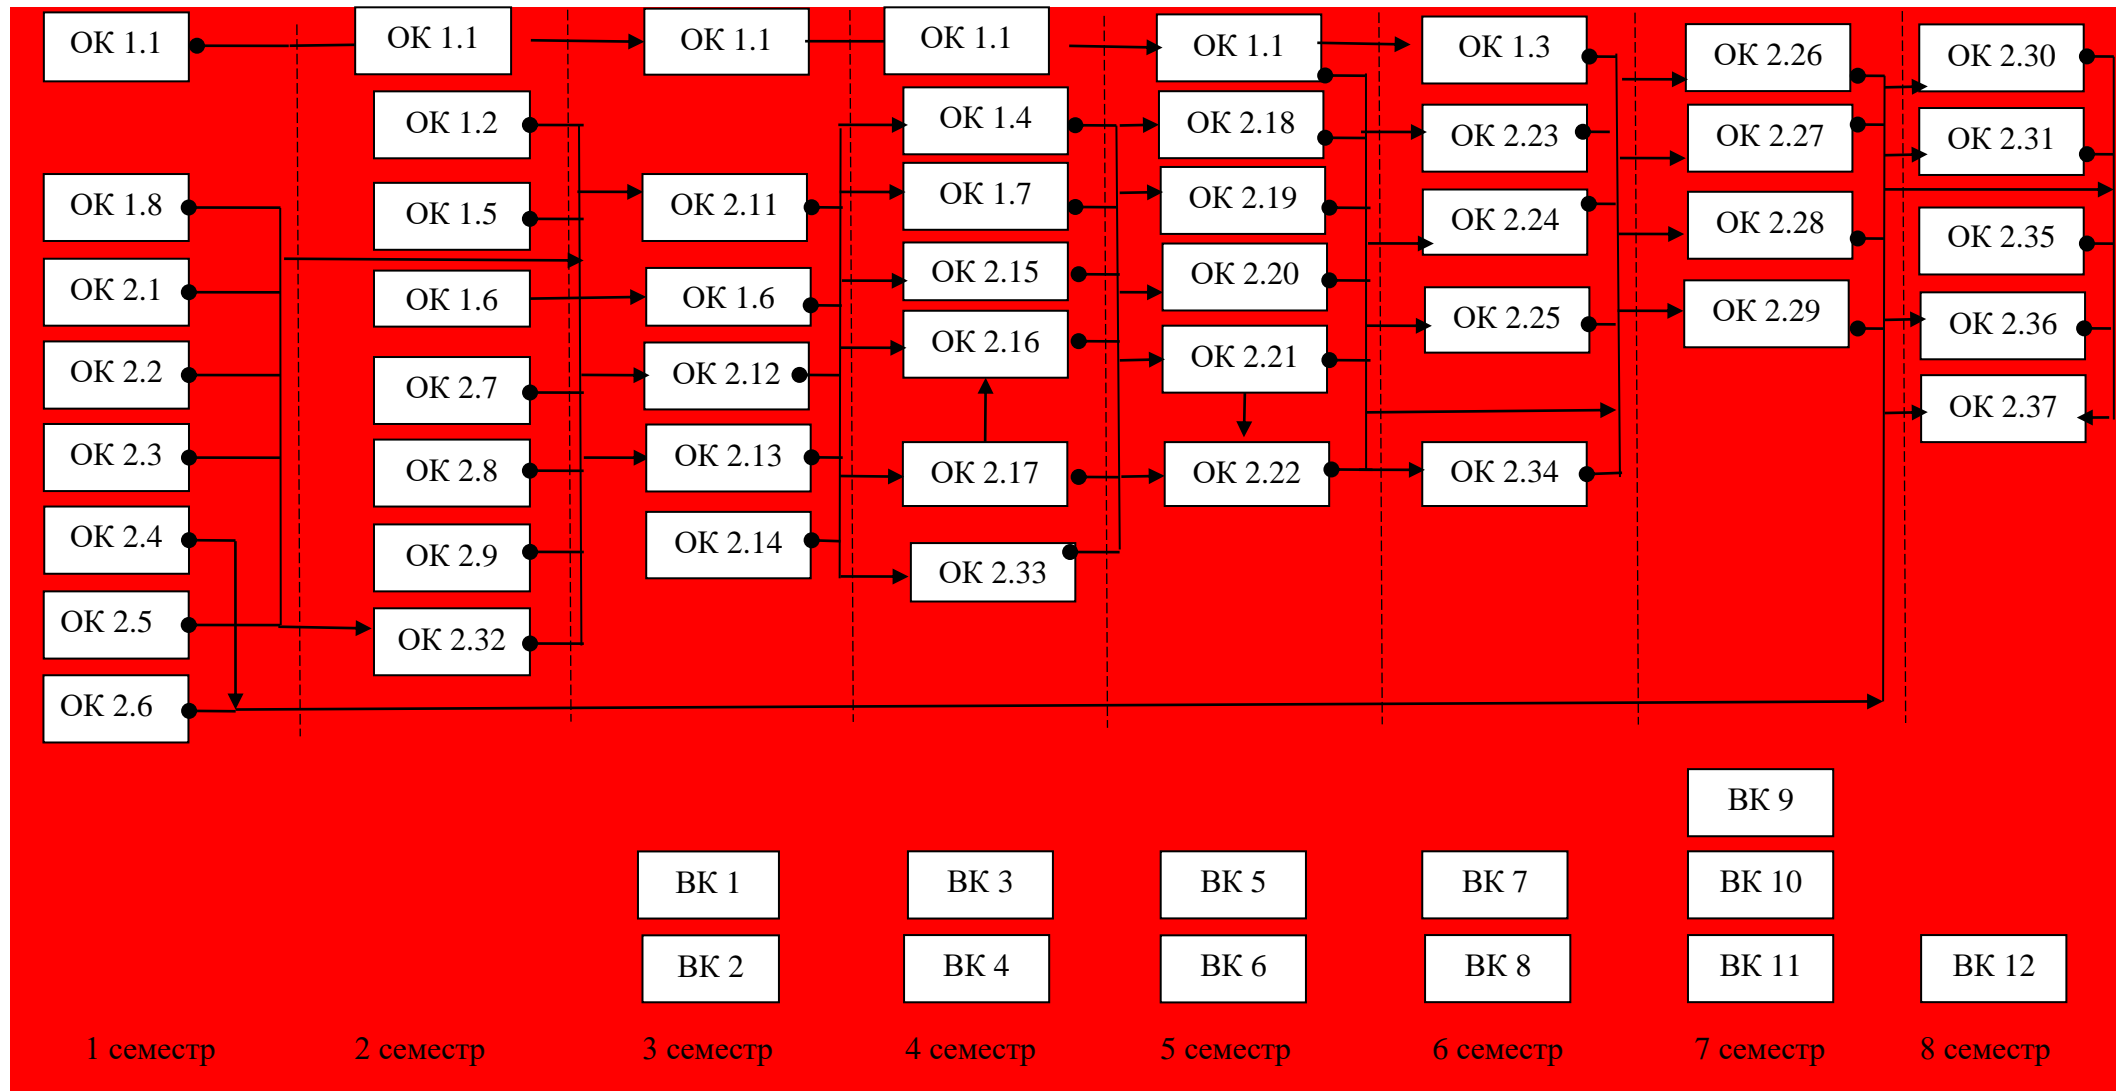 ОК 1.1
ОК 1.1
ОК 1.1
ОК 1.1
ОК 1.1
ОК 1.3
ОК 2.26
ОК 2.30
ОК 1.2
ОК 1.4
ОК 2.18
ОК 2.23
ОК 2.27
ОК 2.31
ОК 1.8
ОК 1.5
ОК 2.11
ОК 1.7
ОК 2.19
ОК 2.24
ОК 2.28
ОК 2.35
ОК 2.1
ОК 1.6
ОК 1.6
ОК 2.15
ОК 2.20
ОК 2.25
ОК 2.29
ОК 2.36
ОК 2.2
ОК 2.7
ОК 2.12
ОК 2.16
ОК 2.21
ОК 2.37
ОК 2.3
ОК 2.8
ОК 2.13
ОК 2.17
ОК 2.22
ОК 2.34
ОК 2.4
ОК 2.9
ОК 2.14
ОК 2.33
ОК 2.5
ОК 2.32
ОК 2.6
ВК 9
ВК 1
ВК 3
ВК 5
ВК 7
ВК 10
ВК 2
ВК 4
ВК 6
ВК 8
ВК 11
ВК 12
1 семестр
2 семестр
3 семестр
4 семестр
5 семестр
6 семестр
7 семестр
8 семестр